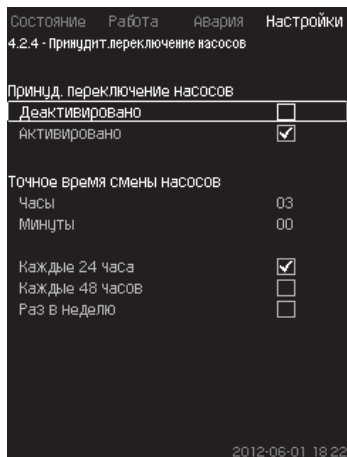 Состояние Работа Авария Настройки
4.2.4 - Принудит.переключение насосов
Принуд. переключение насосов
Деактивировано
Активировано
Точное время смены насосов
Часы 03
Минуты 00
Каждые 24 часа
Каждые 48 часов
Раз в неделю
2012-06-01 18:22